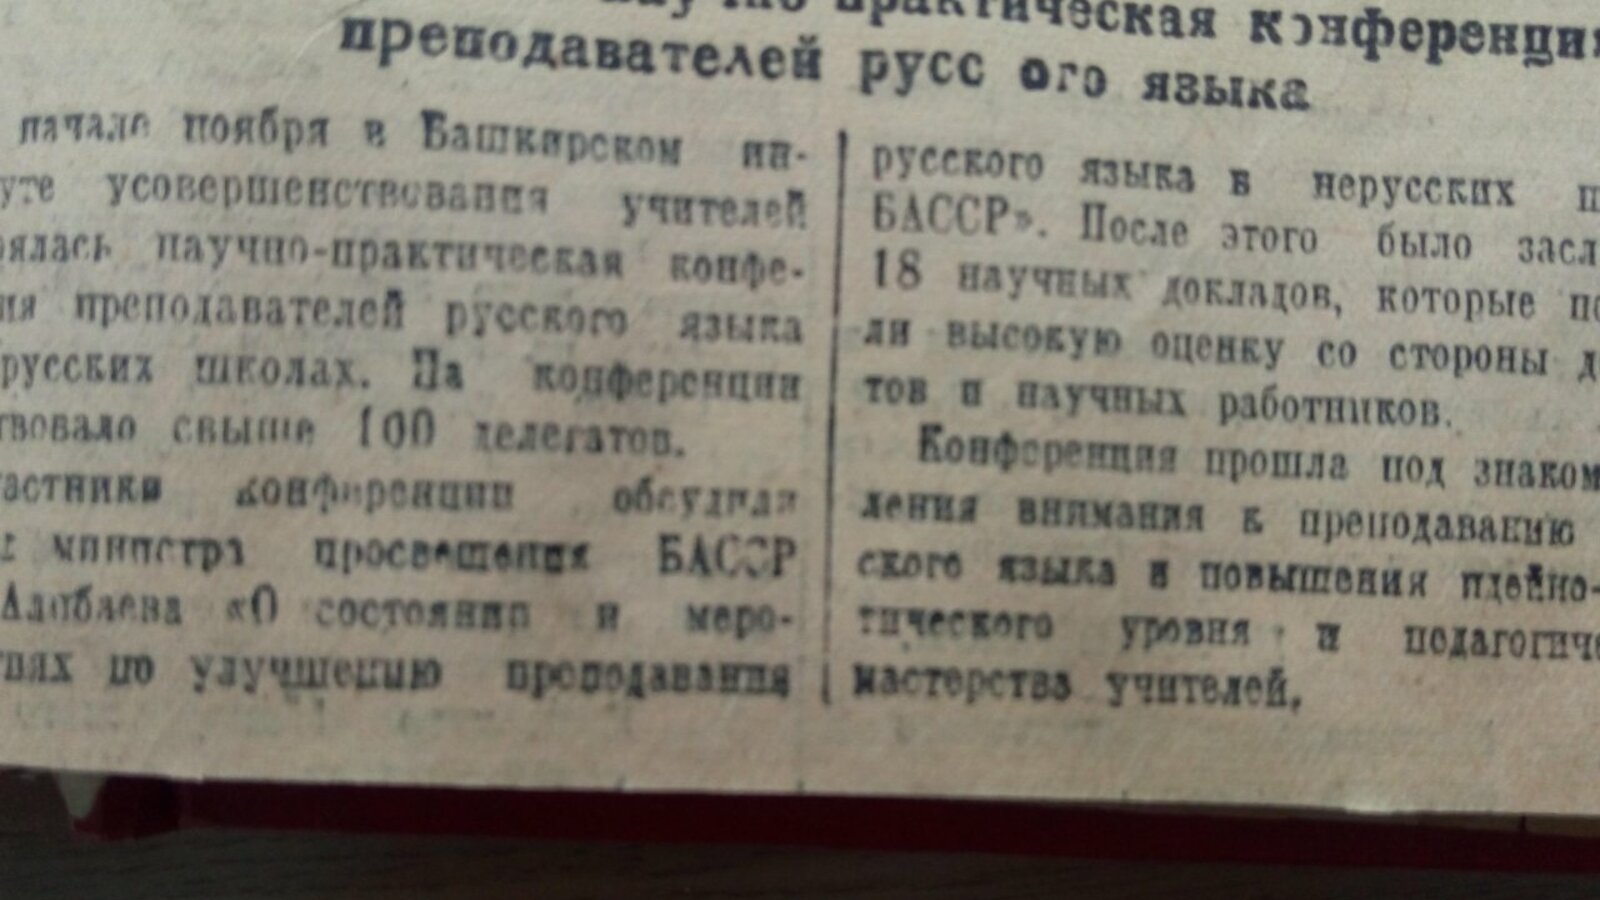 научно-практическая конференция
преподавателей русс ого языка
начале ноября в Башкирском ин-
уте усовершенствования учителей
оялась научно-практическая конфе-
ия преподавателей русского языка
русских школах. На конференции
твовало свыше 100 делегатов.
астники конференции обсудили
министра просвещения БАССР
«О состоянии и меро-
иях по улучшению преподавания
русского языка в нерусских
БАССР». После этого было засл
18 научных докладов, которые по
ли высокую оценку со стороны д
тов и научных работников.
Конференция прошла под знаком
ления внимания к преподаванию
ского языка и повышения идейно-
тического уровня и педагогиче
мастерства учителей.